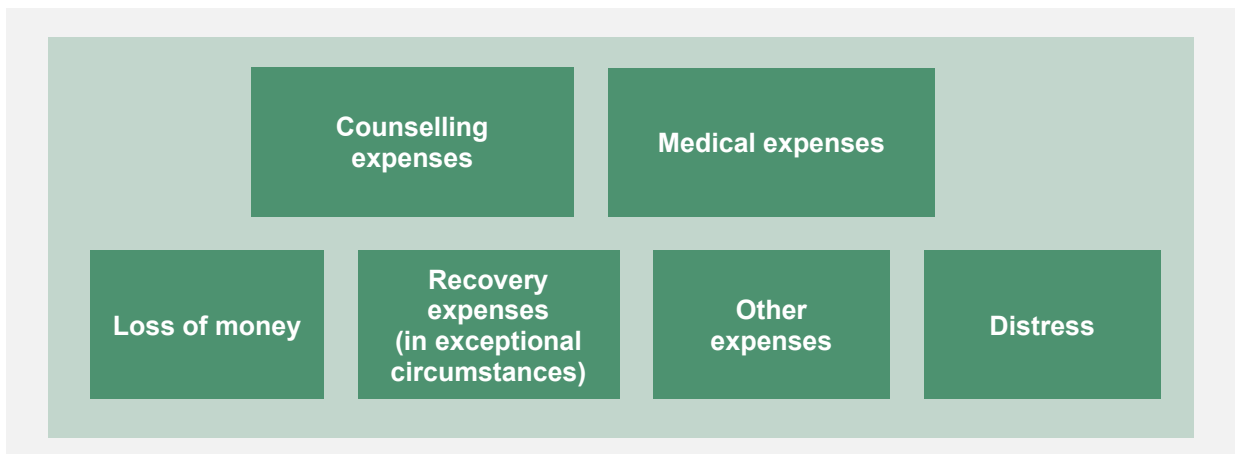 Counselling
expenses
Medical expenses
Loss of money
Recovery
expenses
(in exceptional
circumstances)
Other
expenses
Distress